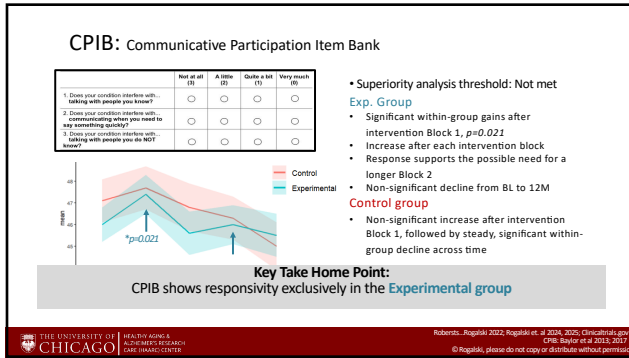 CPIB: Communicative Participation Item Bank
Not at all (3) A little (2) Quite a bit (1) Very much (0)
1. Does your condition interfere with...
talking with people you know?
2. Does your condition interfere with...
communicating when you need to
say something quickly?
3. Does your condition interfere with...
talking with people you do NOT
know?
Control
Experimental
mean
48
47
46
45
*p=0.021
• Superiority analysis threshold: Not met
Exp. Group
• Significant within-group gains after
intervention Block 1, p=0.021
• Increase after each intervention block
• Response supports the possible need for a
longer Block 2
• Non-significant decline from BL to 12M
Control group
• Non-significant increase after intervention
Block 1, followed by steady, significant within-
group decline across time
Key Take Home Point:
CPIB shows responsivity exclusively in the Experimental group
THE UNIVERSITY OF
CHICAGO
HEALTHY AGING &
ALZHEIMER'S RESEARCH
CARE (HAARC) CENTER
Robersts...Rogalski 2022; Rogalski et. al 2024, 2025; Clinicaltrials.gov
CPIB: Baylor et al 2013; 2017
© Rogalski, please do not copy or distribute without permissio